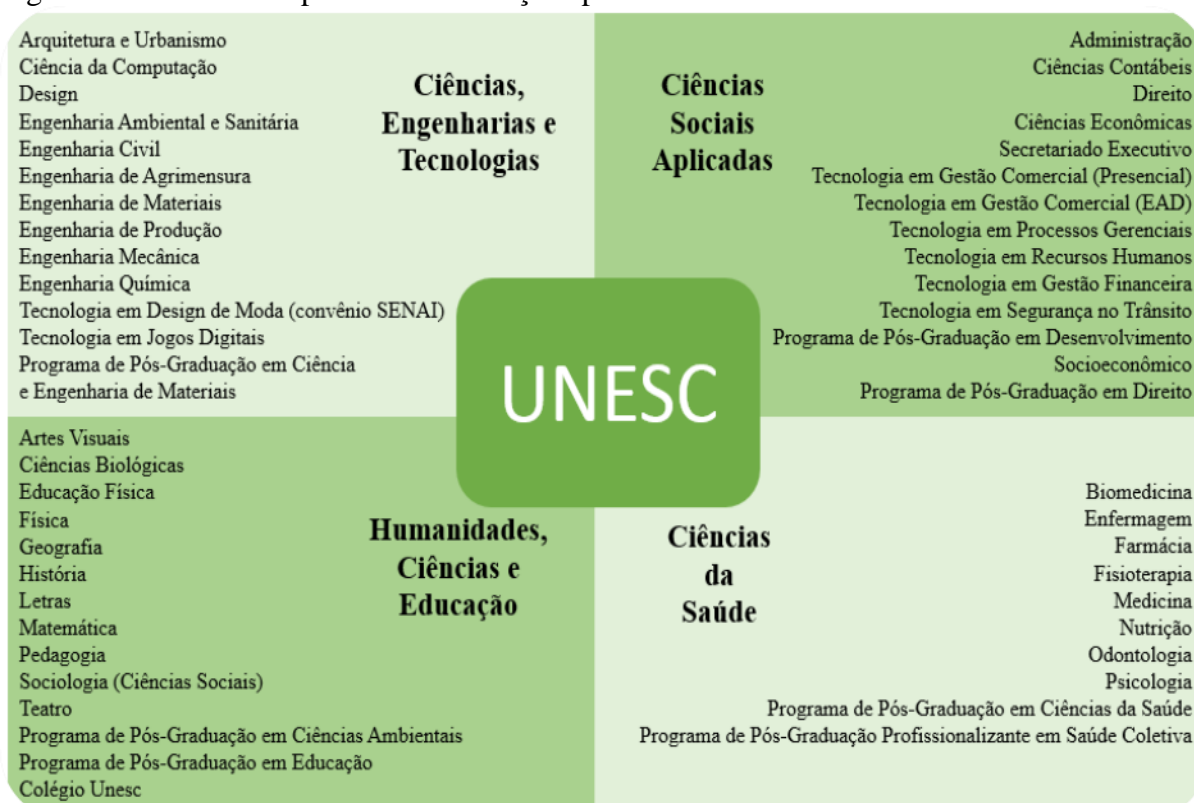 Arquitetura e Urbanismo
Ciência da Computação
Design
Engenharia Ambiental e Sanitária
Engenharia Civil
Engenharia de Agrimensura
Engenharia de Materiais
Engenharia de Produção
Engenharia Mecânica
Engenharia Química
Tecnologia em Design de Moda (convênio SENAI)
Tecnologia em Jogos Digitais
Programa de Pós-Graduação em Ciência
e Engenharia de Materiais
Ciências,
Engenharias e
Tecnologias
Ciências
Sociais
Aplicadas
Administração
Ciências Contábeis
Direito
Ciências Econômicas
Secretariado Executivo
Tecnologia em Gestão Comercial (Presencial)
Tecnologia em Gestão Comercial (EAD)
Tecnologia em Processos Gerenciais
Tecnologia em Recursos Humanos
Tecnologia em Gestão Financeira
Tecnologia em Segurança no Trânsito
Programa de Pós-Graduação em Desenvolvimento
Socioeconômico
Programa de Pós-Graduação em Direito
UNESC
Artes Visuais
Ciências Biológicas
Educação Física
Física
Geografia
História
Letras
Matemática
Pedagogia
Sociologia (Ciências Sociais)
Teatro
Programa de Pós-Graduação em Ciências Ambientais
Programa de Pós-Graduação em Educação
Colégio Unesc
Humanidades,
Ciências e
Educação
Ciências
da
Saúde
Biomedicina
Enfermagem
Farmácia
Fisioterapia
Medicina
Nutrição
Odontologia
Psicologia
Programa de Pós-Graduação em Ciências da Saúde
Programa de Pós-Graduação Profissionalizante em Saúde Coletiva